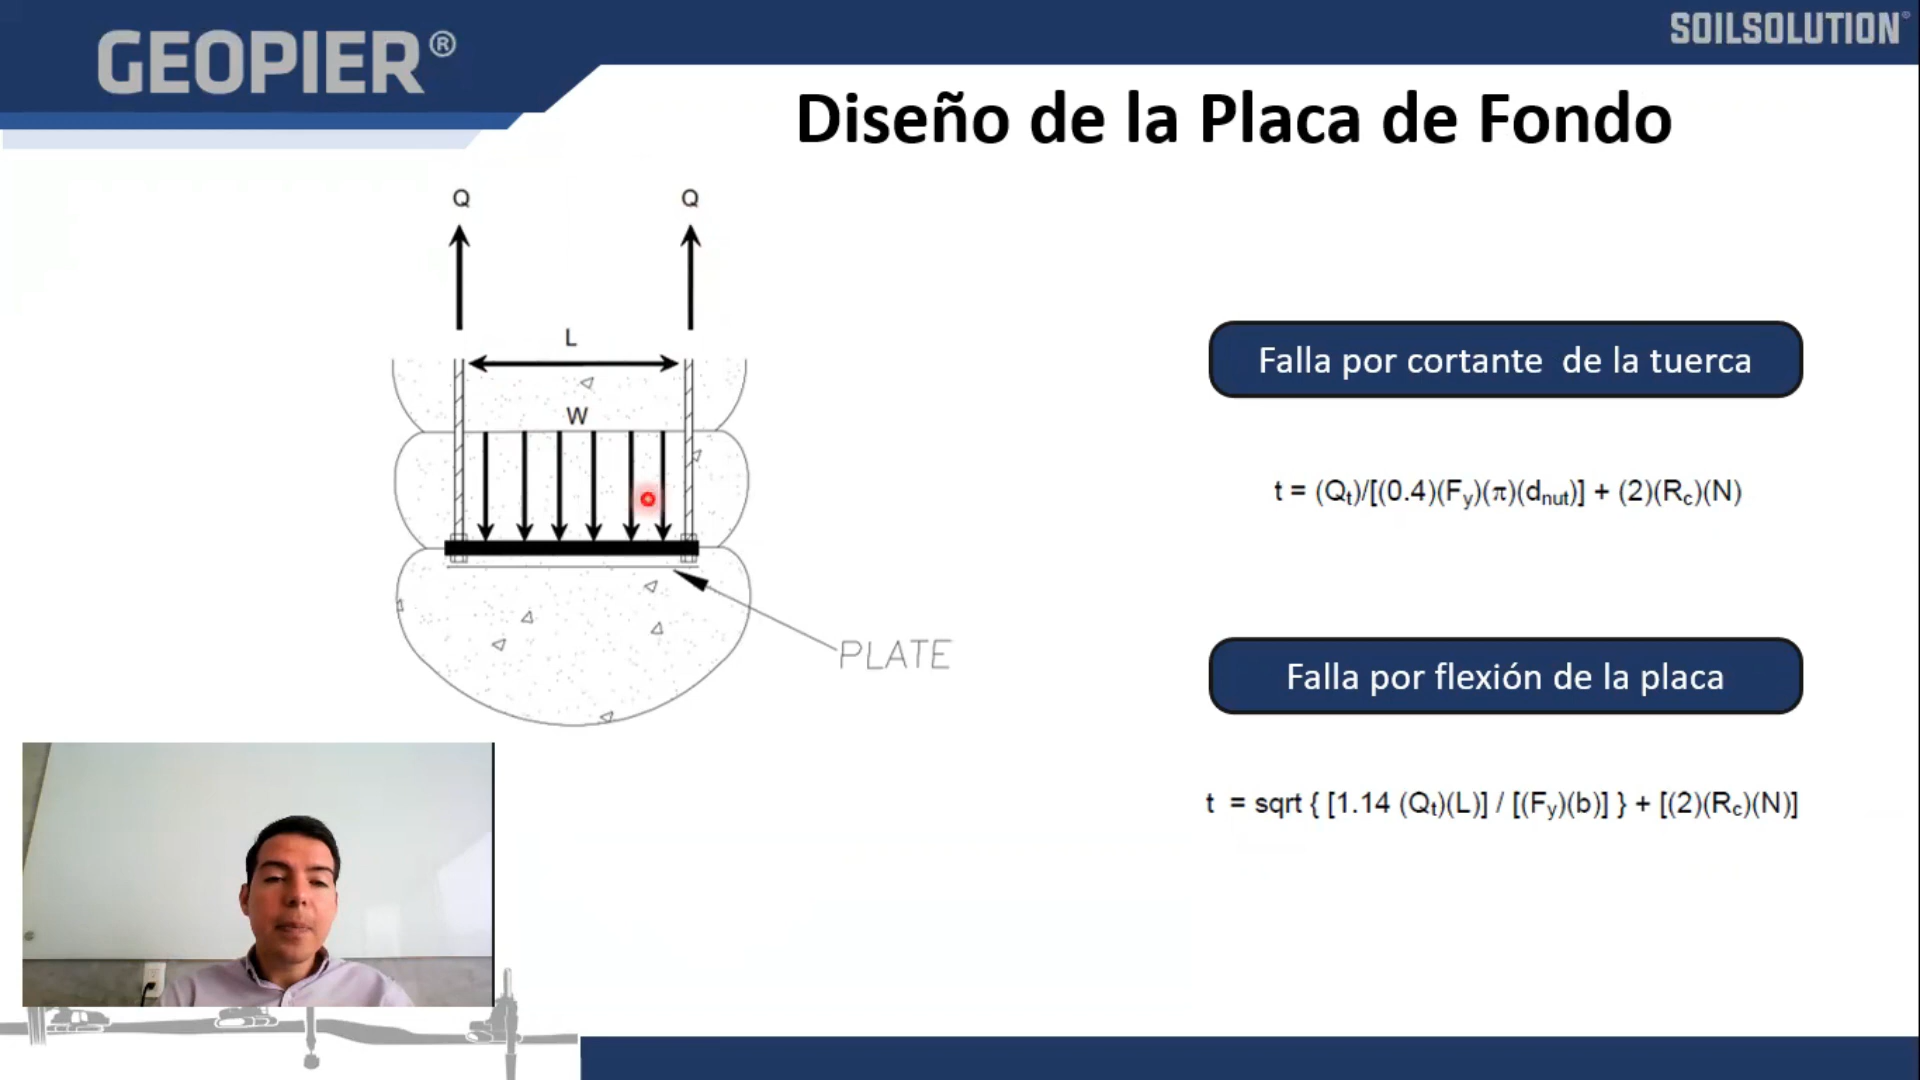 GEOPIER®
SOILSOLUTION®
Diseño de la Placa de Fondo
Q Q
L
W
PLATE
Falla por cortante de la tuerca
t = (Qt)/[(0.4)(Fy)(π)(dnut)] + (2)(Rc)(N)
Falla por flexión de la placa
t = sqrt { [1.14 (Qt)(L)] / [(Fy)(b)] } + [(2)(Rc)(N)]